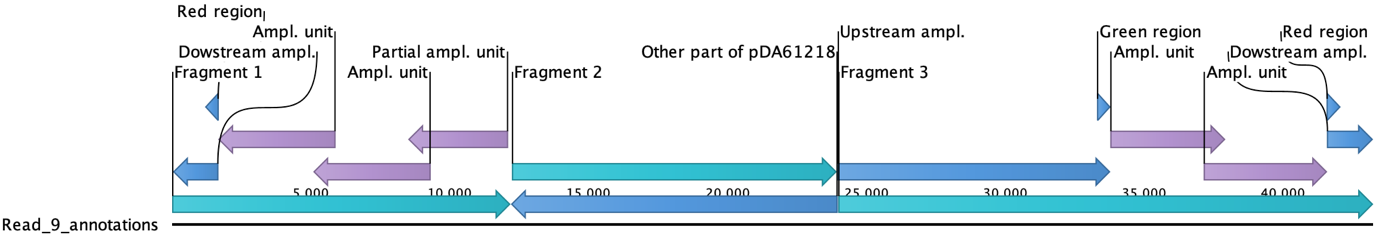 Red region
Ampl. unit Upstream ampl. Green region Red region
Dowstream ampl. Partial ampl. unit Other part of pDA61218 Ampl. unit Dowstream ampl.
Fragment 1 Ampl. unit Fragment 2 Fragment 3 Ampl. unit
5 000 10 000 15 000 20 000 25 000 30 000 35 000 40 000
Read_9_annotations